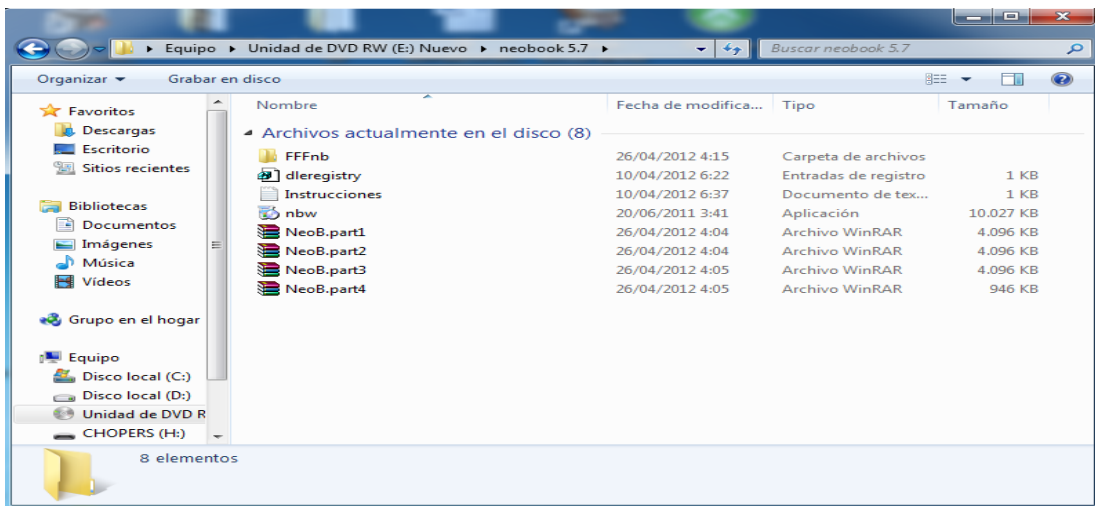 Equipo ▸ Unidad de DVD RW (E:) Nuevo ▸ neobook 5.7 ▸
Buscar neobook 5.7
Organizar Grabar en disco
Favoritos
Descargas
Escritorio
Sitios recientes
Bibliotecas
Documentos
Imágenes
Música
Vídeos
Grupo en el hogar
Equipo
Disco local (C:)
Disco local (D:)
Unidad de DVD R
CHOPERS (H:)
Nombre Fecha de modifica... Tipo Tamaño
Archivos actualmente en el disco (8)
FFFnb 26/04/2012 4:15 Carpeta de archivos
dleregistry 10/04/2012 6:22 Entradas de registro 1 KB
Instrucciones 10/04/2012 6:37 Documento de tex... 1 KB
nbw 20/06/2011 3:41 Aplicación 10.027 KB
NeoB.part1 26/04/2012 4:04 Archivo WinRAR 4.096 KB
NeoB.part2 26/04/2012 4:04 Archivo WinRAR 4.096 KB
NeoB.part3 26/04/2012 4:05 Archivo WinRAR 4.096 KB
NeoB.part4 26/04/2012 4:05 Archivo WinRAR 946 KB
8 elementos